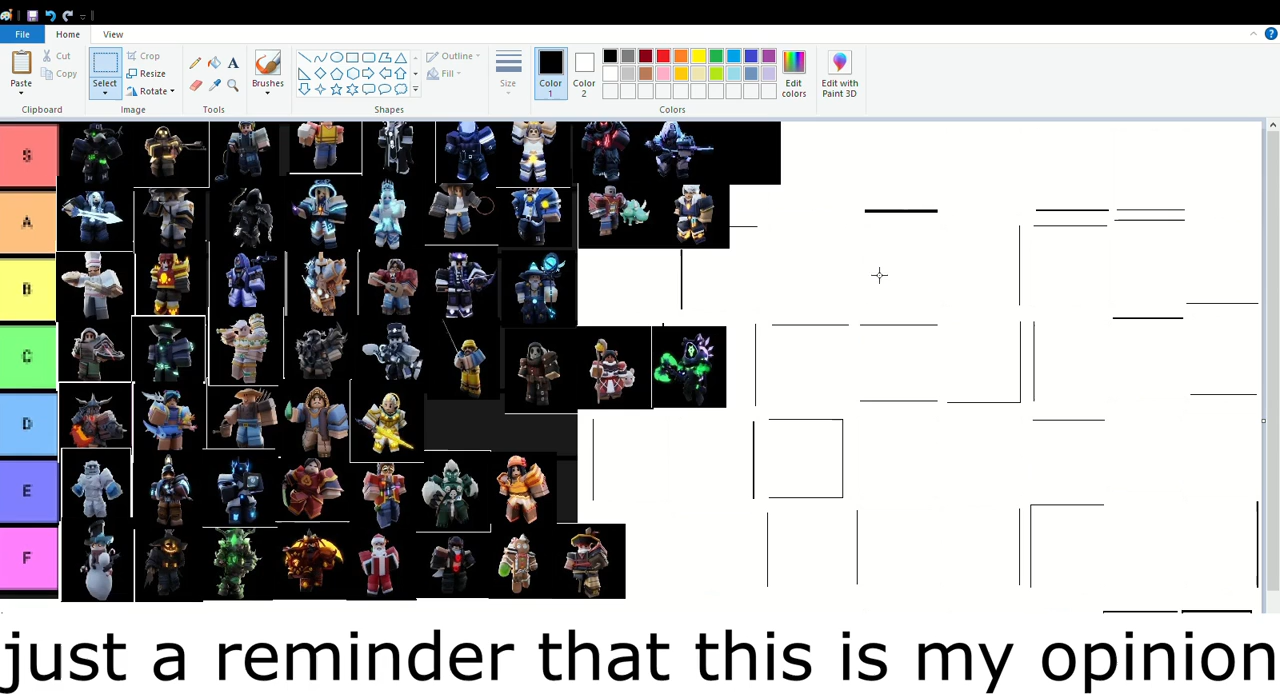 File Home View
Paste
Cut
Copy
Clipboard
Select
Crop
Resize
Rotate
Image
A
Tools
Brushes
Outline
Fill
Shapes
Size
Color 1
Color 2
Edit colors
Edit with Paint 3D
Colors
S
A
B
C
D
E
F
just a reminder that this is my opinion